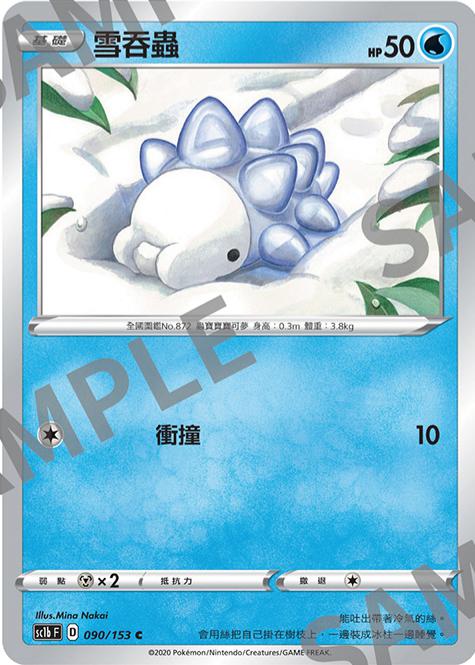 基礎 雪吞蟲 HP 50
全國圖鑑No.872 蟲寶寶寶可夢 身高：0.3m 體重：3.8kg
衝撞 10
弱點 ×2 抵抗力 撤退
Illus.Mina Nakai
sc1b F D 090/153 C
能吐出帶著冷氣的絲。
會用絲把自己掛在樹枝上，一邊裝成冰柱一邊睡覺。
©2020 Pokémon/Nintendo/Creatures/GAME FREAK.
SAMPLE
SAMPLE
SAMPLE